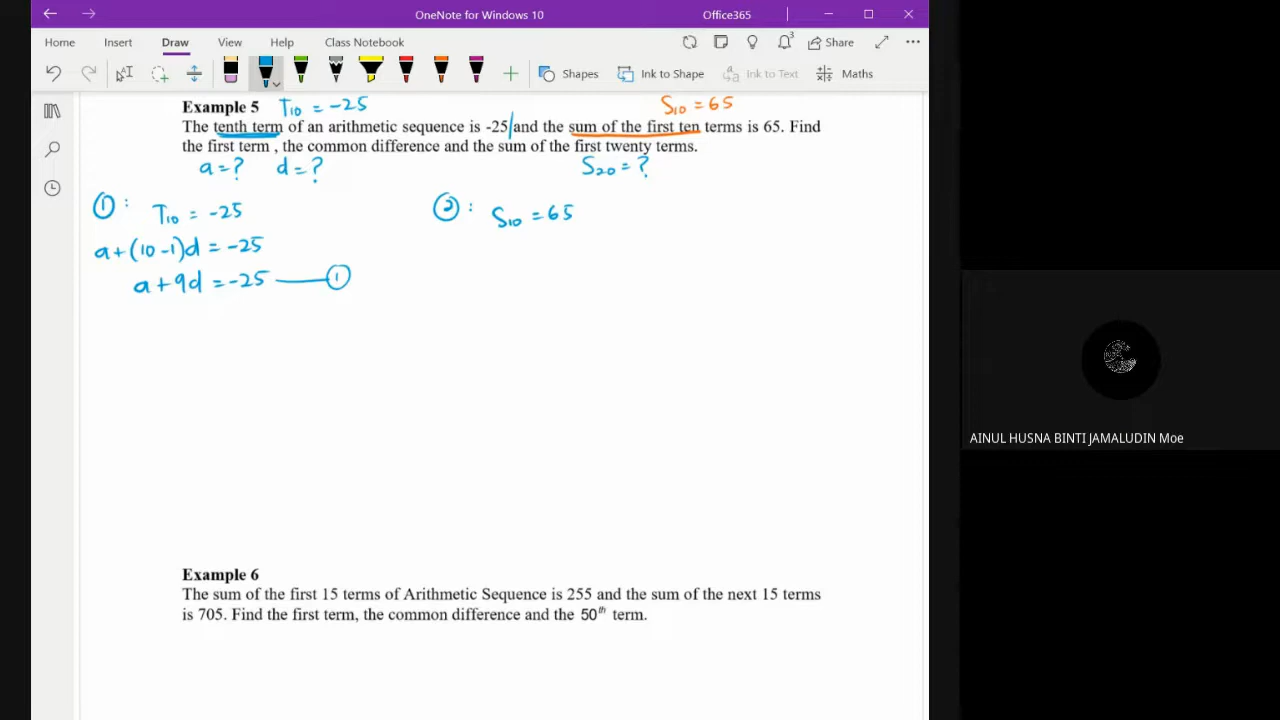 OneNote for Windows 10
Office365
Home Insert Draw View Help Class Notebook
Share
Shapes Ink to Shape Ink to Text Maths
Example 5 T10 = -25 S10 = 65
The tenth term of an arithmetic sequence is -25 and the sum of the first ten terms is 65. Find
the first term , the common difference and the sum of the first twenty terms.
a = ? d = ? S20 = ?
① : T10 = -25
② : S10 = 65
a + (10 - 1)d = -25
a + 9d = -25 —— ①
AINUL HUSNA BINTI JAMALUDIN Moe
Example 6
The sum of the first 15 terms of Arithmetic Sequence is 255 and the sum of the next 15 terms
is 705. Find the first term, the common difference and the 50th term.